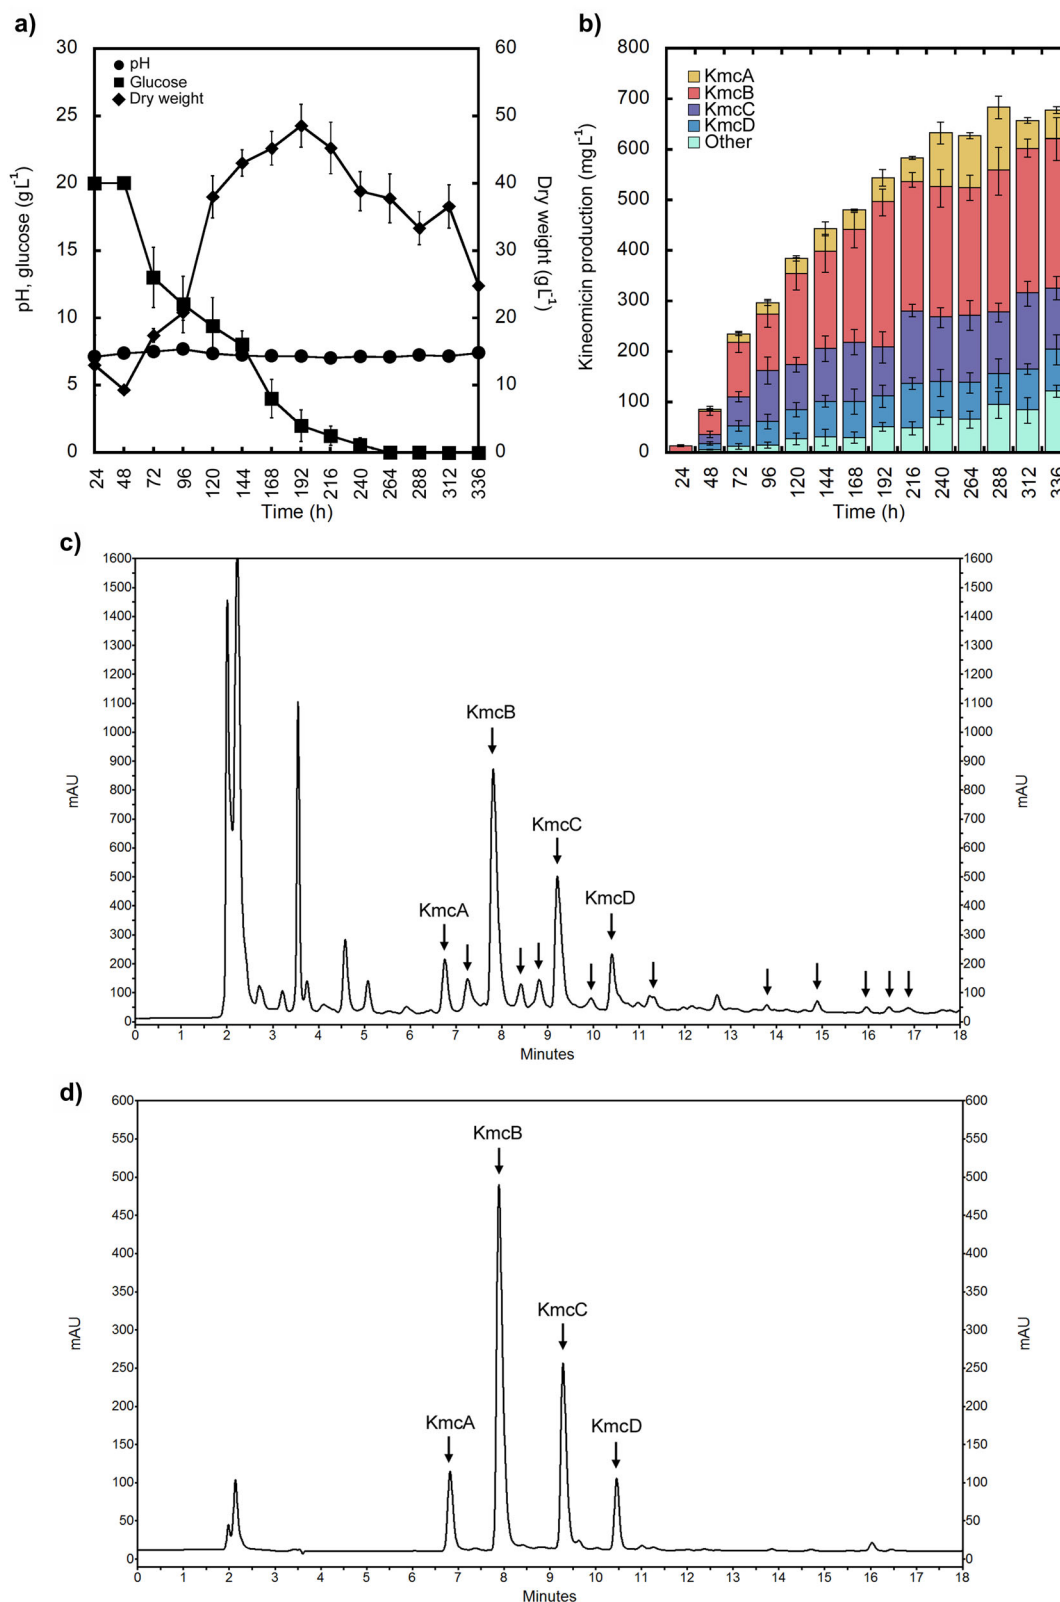 a)
30
25
20
15
10
5
0
pH, glucose (gL⁻¹)
pH
Glucose
Dry weight
60
50
40
30
20
10
0
Dry weight (gL⁻¹)
24 48 72 96 120 144 168 192 216 240 264 288 312 336
Time (h)
b)
800
700
600
500
400
300
200
100
0
Kineomicin production (mgL⁻¹)
KmcA
KmcB
KmcC
KmcD
Other
24 48 72 96 120 144 168 192 216 240 264 288 312 336
Time (h)
c)
1600
1500
1400
1300
1200
1100
1000
900
800
700
600
500
400
300
200
100
0
mAU
KmcB
KmcC
KmcD
KmcA
1600
1500
1400
1300
1200
1100
1000
900
800
700
600
500
400
300
200
100
0
mAU
0 1 2 3 4 5 6 7 8 9 10 11 12 13 14 15 16 17 18
Minutes
d)
600
550
500
450
400
350
300
250
200
150
100
50
0
mAU
KmcB
KmcC
KmcA
KmcD
600
550
500
450
400
350
300
250
200
150
100
50
0
mAU
0 1 2 3 4 5 6 7 8 9 10 11 12 13 14 15 16 17 18
Minutes